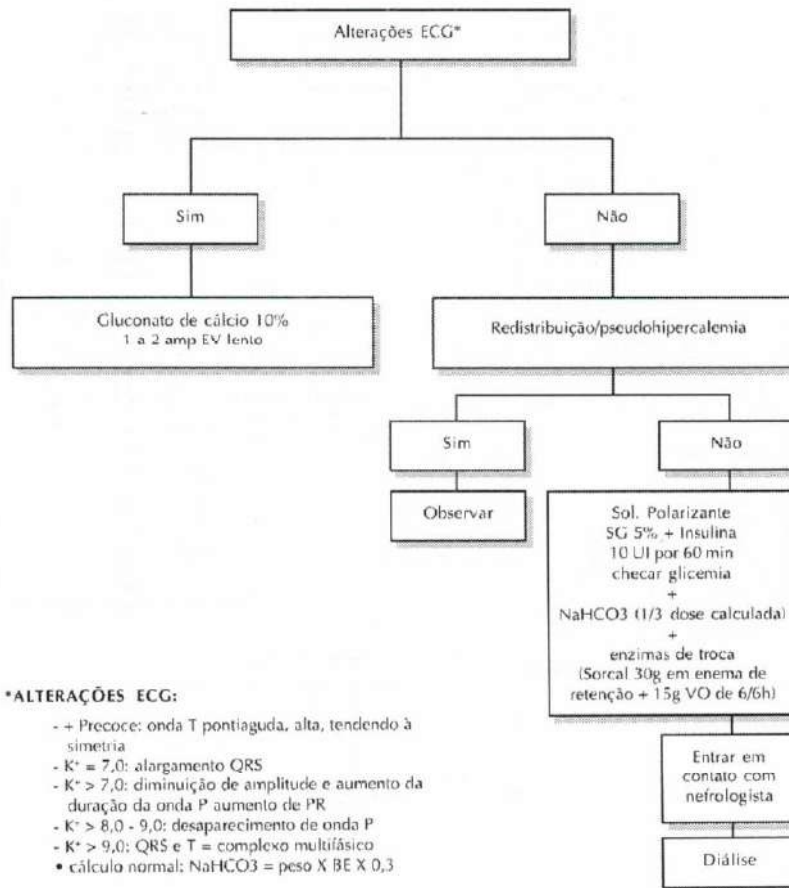 Alterações ECG*
Sim
Não
Gluconato de cálcio 10%
1 a 2 amp EV lento
Redistribuição/pseudohipercalemia
Sim
Não
Observar
Sol. Polarizante
SG 5% + Insulina
10 UI por 60 min
checar glicemia
+
NaHCO3 (1/3 dose calculada)
+
enzimas de troca
(Sorcal 30g em enema de
retenção + 15g VO de 6/6h)
*ALTERAÇÕES ECG:
- + Precoce: onda T pontiaguda, alta, tendendo à
simetria
- K⁺ = 7,0: alargamento QRS
- K⁺ > 7,0: diminuição de amplitude e aumento da
duração da onda P aumento de PR
- K⁺ > 8,0 - 9,0: desaparecimento de onda P
- K⁺ > 9,0: QRS e T = complexo multifásico
• cálculo normal: NaHCO3 = peso X BE X 0,3
Entrar em
contato com
nefrologista
Diálise